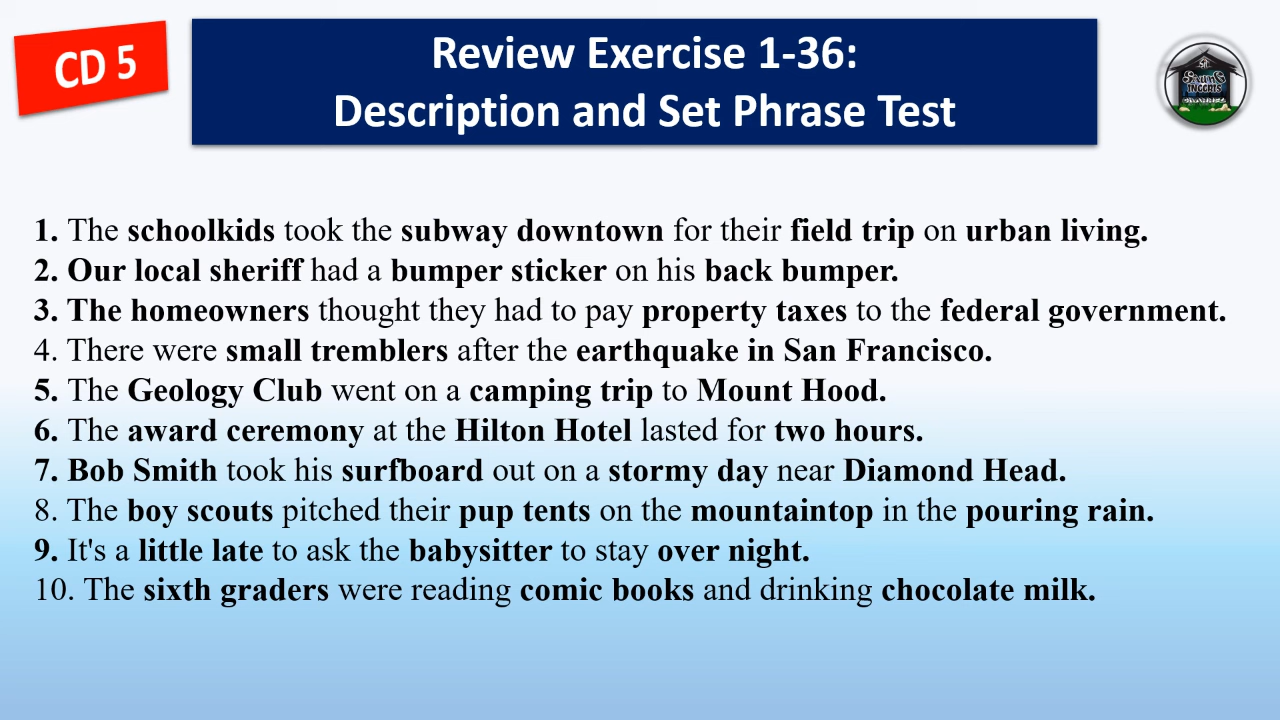 CD 5
Review Exercise 1-36:
Description and Set Phrase Test
1. The schoolkids took the subway downtown for their field trip on urban living.
2. Our local sheriff had a bumper sticker on his back bumper.
3. The homeowners thought they had to pay property taxes to the federal government.
4. There were small tremblers after the earthquake in San Francisco.
5. The Geology Club went on a camping trip to Mount Hood.
6. The award ceremony at the Hilton Hotel lasted for two hours.
7. Bob Smith took his surfboard out on a stormy day near Diamond Head.
8. The boy scouts pitched their pup tents on the mountaintop in the pouring rain.
9. It's a little late to ask the babysitter to stay over night.
10. The sixth graders were reading comic books and drinking chocolate milk.